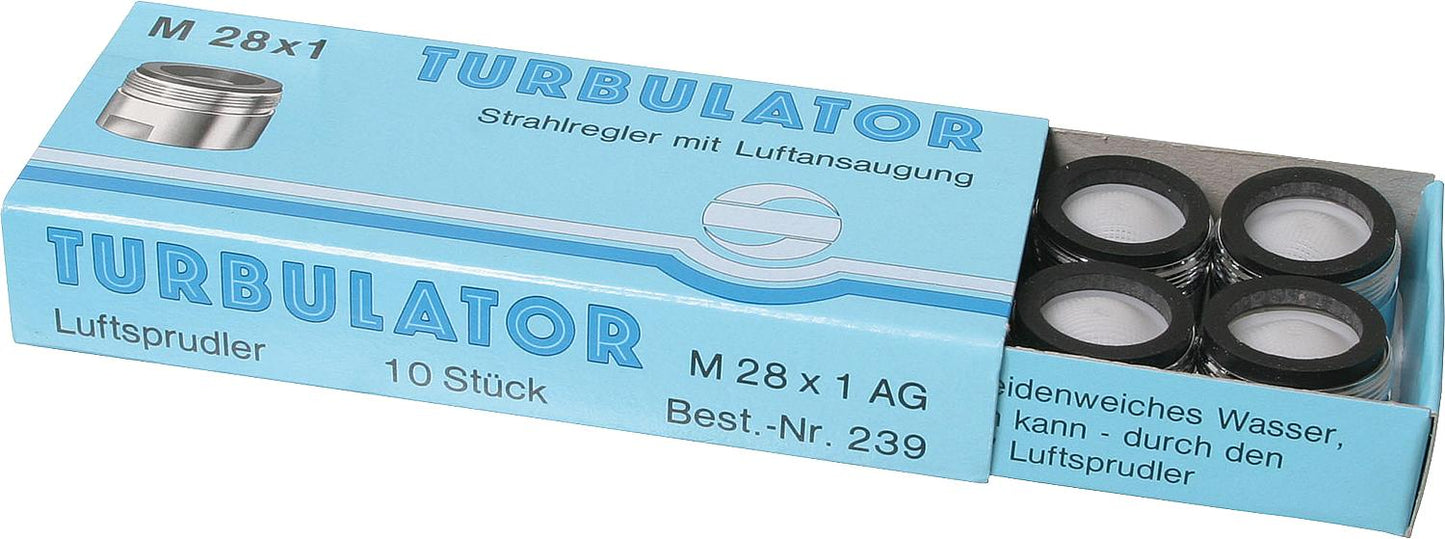 M 28x1
TURBULATOR
Strahlregler mit Luftansaugung
TURBULATOR
Luftsprudler
10 Stück
M 28 x 1 AG
Best.-Nr. 239
eidenweiches Wasser,
kann - durch den
Luftsprudler